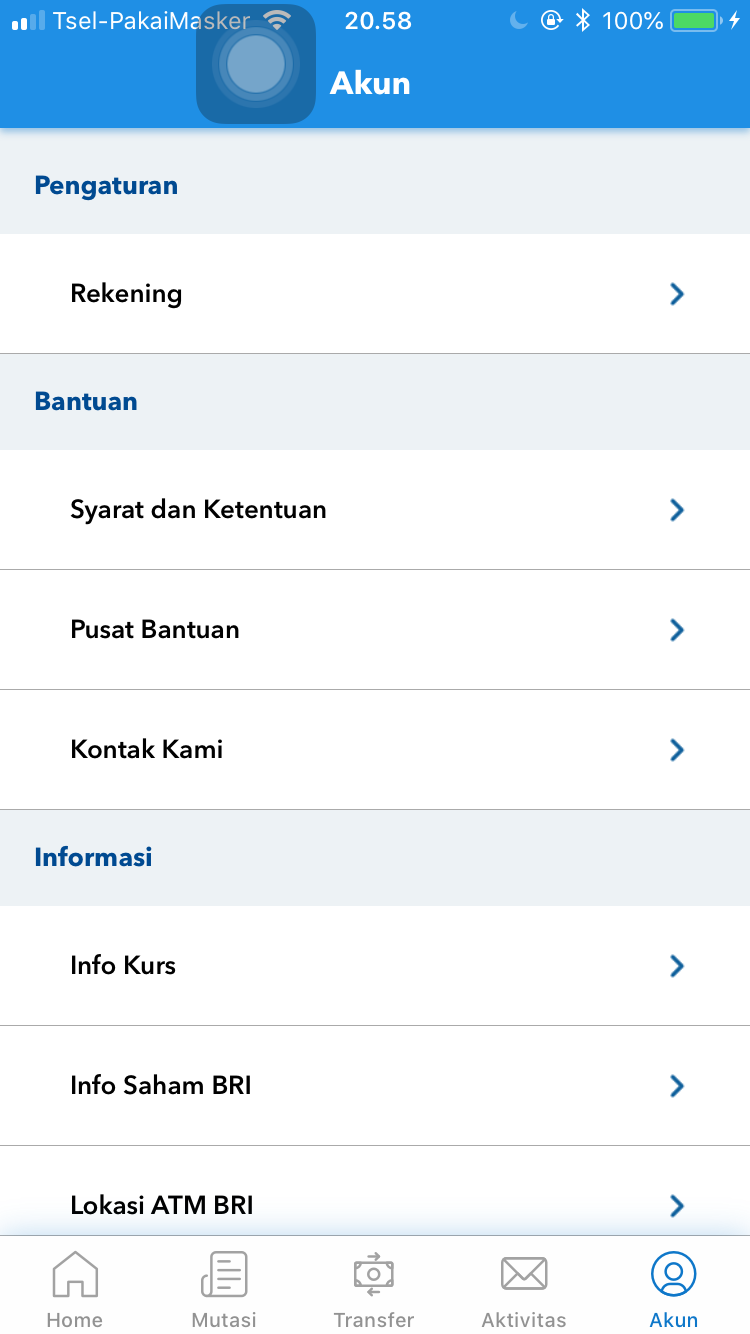 Tsel-PakaiMasker 20.58 100%
Akun
Pengaturan
Rekening
Bantuan
Syarat dan Ketentuan
Pusat Bantuan
Kontak Kami
Informasi
Info Kurs
Info Saham BRI
Lokasi ATM BRI
Home Mutasi Transfer Aktivitas Akun